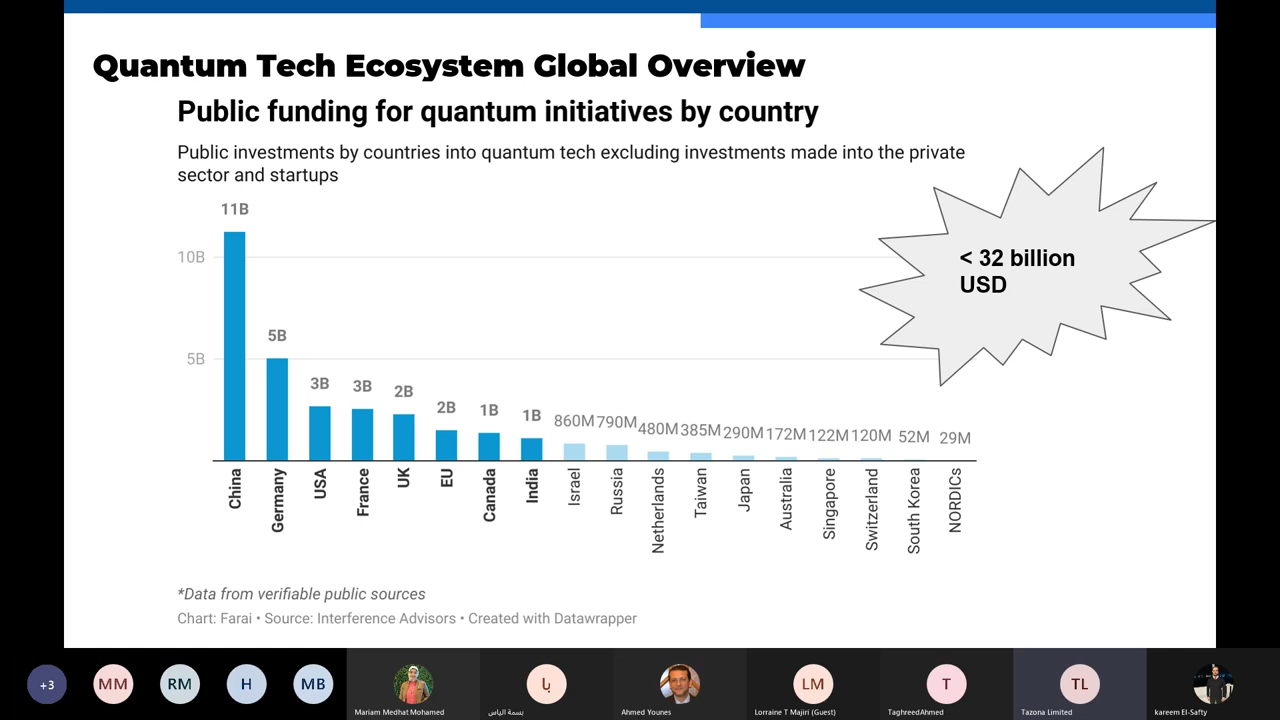 Quantum Tech Ecosystem Global Overview
Public funding for quantum initiatives by country
Public investments by countries into quantum tech excluding investments made into the private
sector and startups
< 32 billion
USD
11B
10B
5B
5B
3B
3B
2B
2B
1B
1B
860M
790M
480M
385M
290M
172M
122M
120M
52M
29M
China
Germany
USA
France
UK
EU
Canada
India
Israel
Russia
Netherlands
Taiwan
Japan
Australia
Singapore
Switzerland
South Korea
NORDICs
*Data from verifiable public sources
Chart: Farai • Source: Interference Advisors • Created with Datawrapper
+3
MM
RM
H
MB
با
LM
T
TL
Mariam Medhat Mohamed
بسمة الياس
Ahmed Younes
Lorraine T Majiri (Guest)
TaghreedAhmed
Tazona Limited
kareem El-Safty